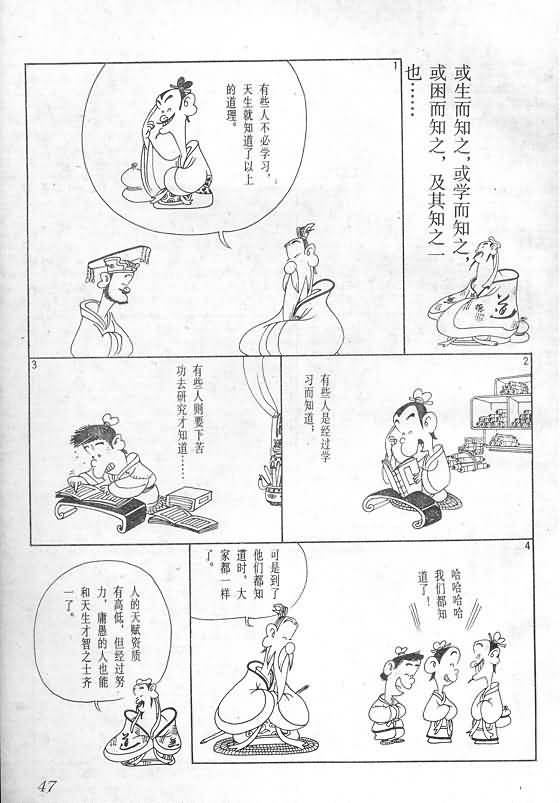 或生而知之，或学而知之，
或困而知之，及其知之一
也……
1
有些人不必学习，
天生就知道了以上
的道理。
2
有些人是经过学
习而知道；
3
有些人则要下苦
功去研究才知道……
4
哈哈哈哈
我们都知
道了！
可是到了
他们都知
道时，大
家都一样
了。
人的天赋资质
有高低，但经过努
力，庸愚的人也能
和天生才智之士齐
一了。
道
道
47